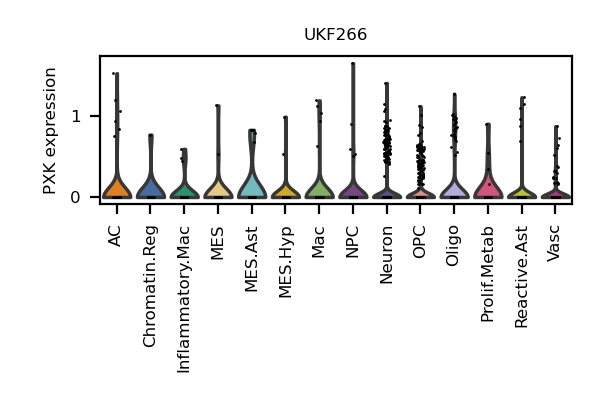 UKF266
PXK expression
1
0
AC
Chromatin.Reg
Inflammatory.Mac
MES
MES.Ast
MES.Hyp
Mac
NPC
Neuron
OPC
Oligo
Prolif.Metab
Reactive.Ast
Vasc